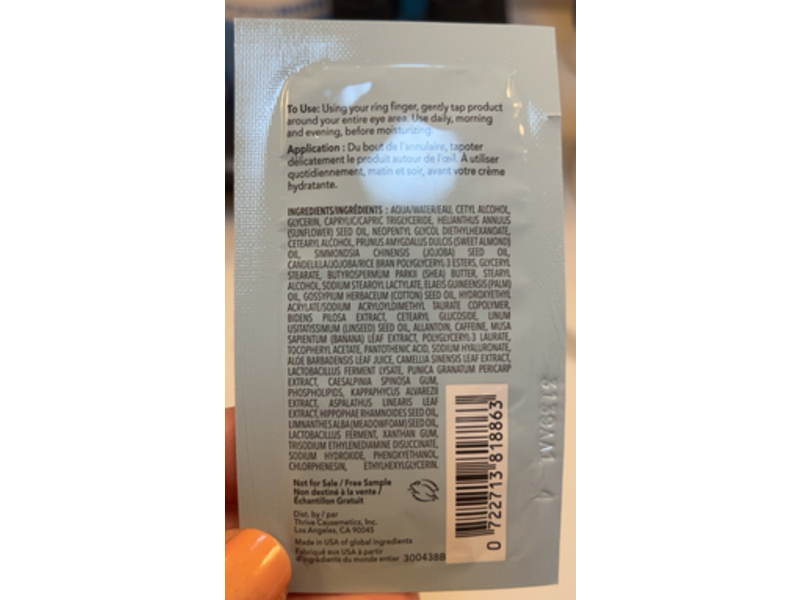 To Use: Using your ring finger, gently tap product
around your entire eye area. Use daily, morning
and evening, before moisturizing.
Application : Du bout de l'annulaire, tapoter
délicatement le produit autour de l'œil. À utiliser
quotidiennement, matin et soir, avant votre crème
hydratante.
INGREDIENTS/INGRÉDIENTS : AQUA/WATER/EAU, CETYL ALCOHOL,
GLYCERIN, CAPRYLIC/CAPRIC TRIGLYCERIDE, HELIANTHUS ANNUUS
(SUNFLOWER) SEED OIL, NEOPENTYL GLYCOL DIETHYLHEXANOATE,
CETEARYL ALCOHOL, PRUNUS AMYGDALUS DULCIS (SWEET ALMOND)
OIL, SIMMONDSIA CHINENSIS (JOJOBA) SEED OIL,
CANDELILLA/JOJOBA/RICE BRAN POLYGLYCERYL-3 ESTERS, GLYCERYL
STEARATE, BUTYROSPERMUM PARKII (SHEA) BUTTER, STEARYL
ALCOHOL, SODIUM STEAROYL LACTYLATE, ELAEIS GUINEENSIS (PALM)
OIL, GOSSYPIUM HERBACEUM (COTTON) SEED OIL, HYDROXYETHYL
ACRYLATE/SODIUM ACRYLOYLDIMETHYL TAURATE COPOLYMER,
BIDENS PILOSA EXTRACT, CETEARYL GLUCOSIDE, LINUM
USITATISSIMUM (LINSEED) SEED OIL, ALLANTOIN, CAFFEINE, MUSA
SAPIENTUM (BANANA) LEAF EXTRACT, POLYGLYCERYL-3 LAURATE,
TOCOPHERYL ACETATE, PANTOTHENIC ACID, SODIUM HYALURONATE,
ALOE BARBADENSIS LEAF JUICE, CAMELLIA SINENSIS LEAF EXTRACT,
LACTOBACILLUS FERMENT LYSATE, PUNICA GRANATUM PERICARP
EXTRACT, CAESALPINIA SPINOSA GUM,
PHOSPHOLIPIDS, KAPPAPHYCUS ALVAREZII
EXTRACT, ASPALATHUS LINEARIS LEAF
EXTRACT, HIPPOPHAE RHAMNOIDES SEED OIL,
LIMNANTHES ALBA (MEADOWFOAM) SEED OIL,
LACTOBACILLUS FERMENT, XANTHAN GUM,
TRISODIUM ETHYLENEDIAMINE DISUCCINATE,
SODIUM HYDROXIDE, PHENOXYETHANOL,
CHLORPHENESIN, ETHYLHEXYLGLYCERIN.
Not for Sale / Free Sample
Non destiné à la vente /
Échantillon Gratuit
Dist. by / par
Thrive Causemetics, Inc.
Los Angeles, CA 90045
Made in USA of global ingredients
Fabriqué aux USA à partir
d'ingrédients du monde entier 3004388
0 722713 818863